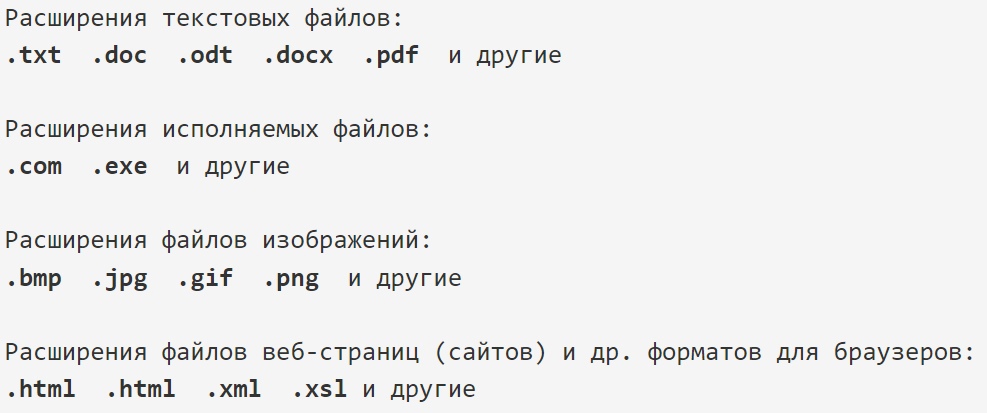 Расширения текстовых файлов:
.txt .doc .odt .docx .pdf и другие
Расширения исполняемых файлов:
.com .exe и другие
Расширения файлов изображений:
.bmp .jpg .gif .png и другие
Расширения файлов веб-страниц (сайтов) и др. форматов для браузеров:
.html .html .xml .xsl и другие